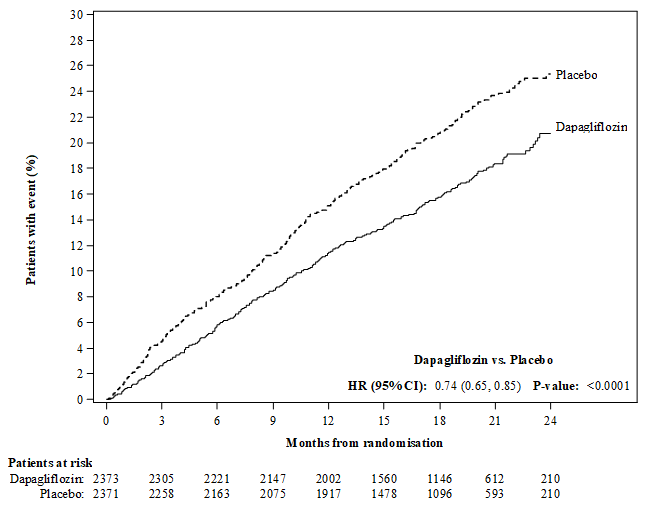 30
28
26
24
22
20
18
16
14
12
10
8
6
4
2
0
Patients with event (%)
Placebo
Dapagliflozin
Dapagliflozin vs. Placebo
HR (95%CI): 0.74 (0.65, 0.85) P-value: <0.0001
0 3 6 9 12 15 18 21 24
Months from randomisation
Patients at risk
Dapagliflozin: 2373 2305 2221 2147 2002 1560 1146 612 210
Placebo: 2371 2258 2163 2075 1917 1478 1096 593 210